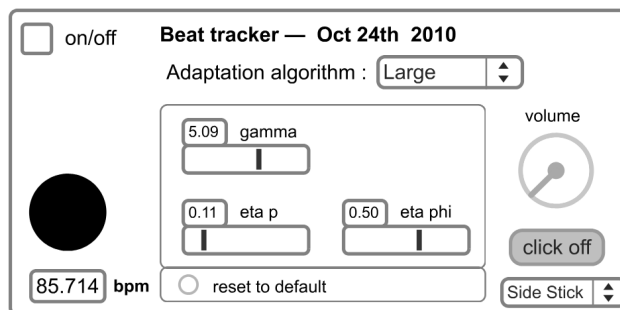 on/off
Beat tracker — Oct 24th 2010
Adaptation algorithm : Large
volume
5.09 gamma
0.11 eta p
0.50 eta phi
click off
85.714 bpm
reset to default
Side Stick